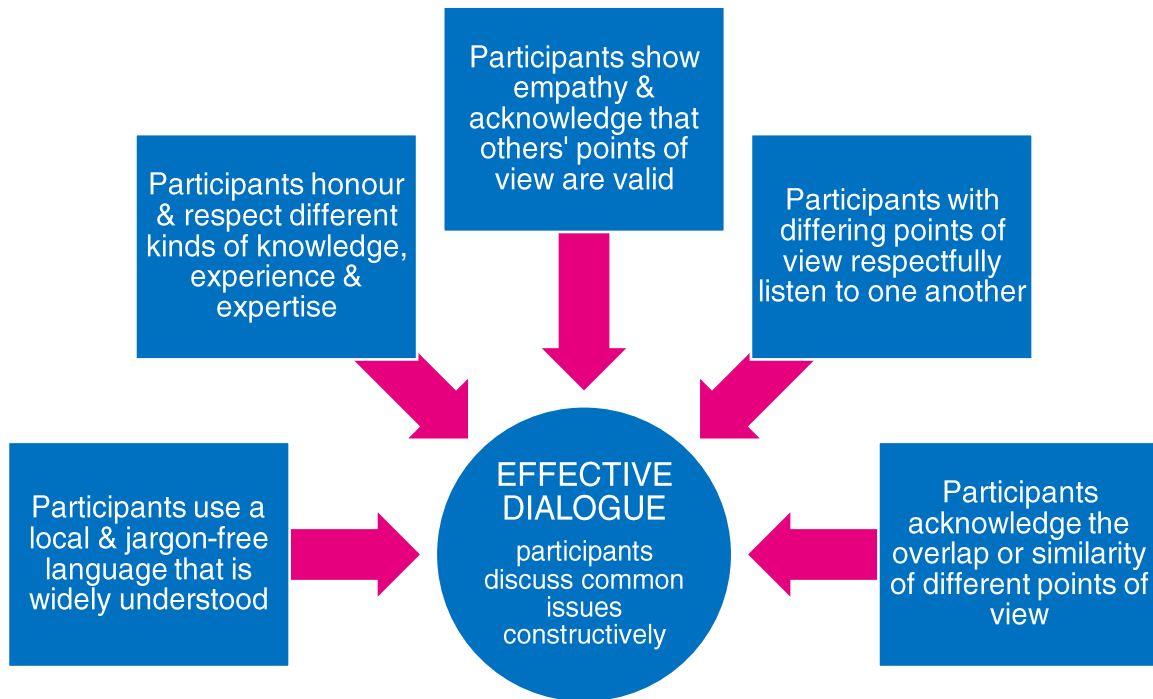 Participants show
empathy &
acknowledge that
others' points of
view are valid
Participants honour
& respect different
kinds of knowledge,
experience &
expertise
Participants with
differing points of
view respectfully
listen to one another
Participants use a
local & jargon-free
language that is
widely understood
EFFECTIVE
DIALOGUE
participants
discuss common
issues
constructively
Participants
acknowledge the
overlap or similarity
of different points of
view